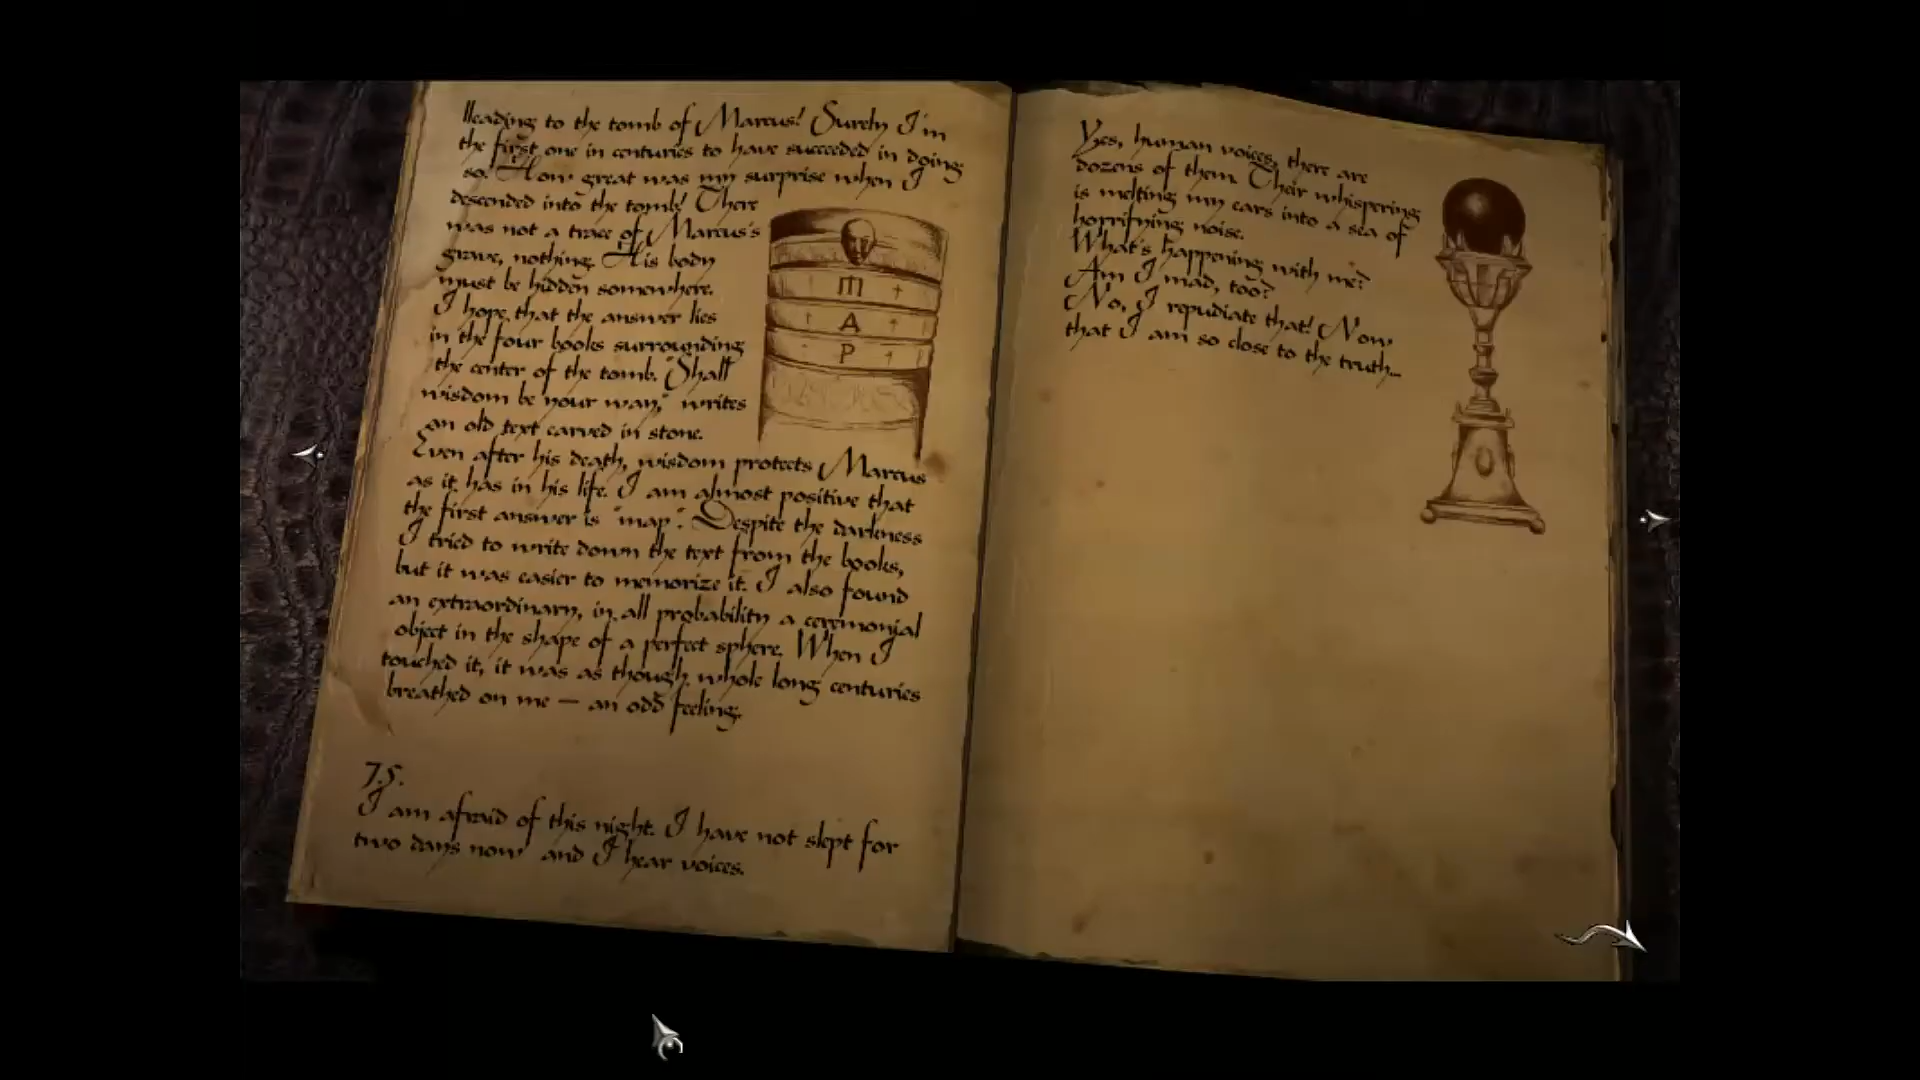 leading to the tomb of Marcus! Surely I'm
the first one in centuries to have succeeded in doing
so. How great was my surprise when I
descended into the tomb! There
was not a trace of Marcus's
grave, nothing. His body
must be hidden somewhere.
I hope that the answer lies
in the four books surrounding
the center of the tomb. "Shall
wisdom be your way," writes
an old text carved in stone.
Even after his death, wisdom protects Marcus
as it has in his life. I am almost positive that
the first answer is "map". Despite the darkness
I tried to write down the text from the books,
but it was easier to memorize it. I also found
an extraordinary, in all probability a ceremonial
object in the shape of a perfect sphere. When I
touched it, it was as though whole long centuries
breathed on me – an odd feeling.
M
A
P
7.5.
I am afraid of this night. I have not slept for
two days now and I hear voices.
Yes, human voices, there are
dozens of them. Their whispering
is melting my ears into a sea of
horrifying noise.
What's happening with me?
Am I mad, too?
No, I repudiate that! Now
that I am so close to the truth...